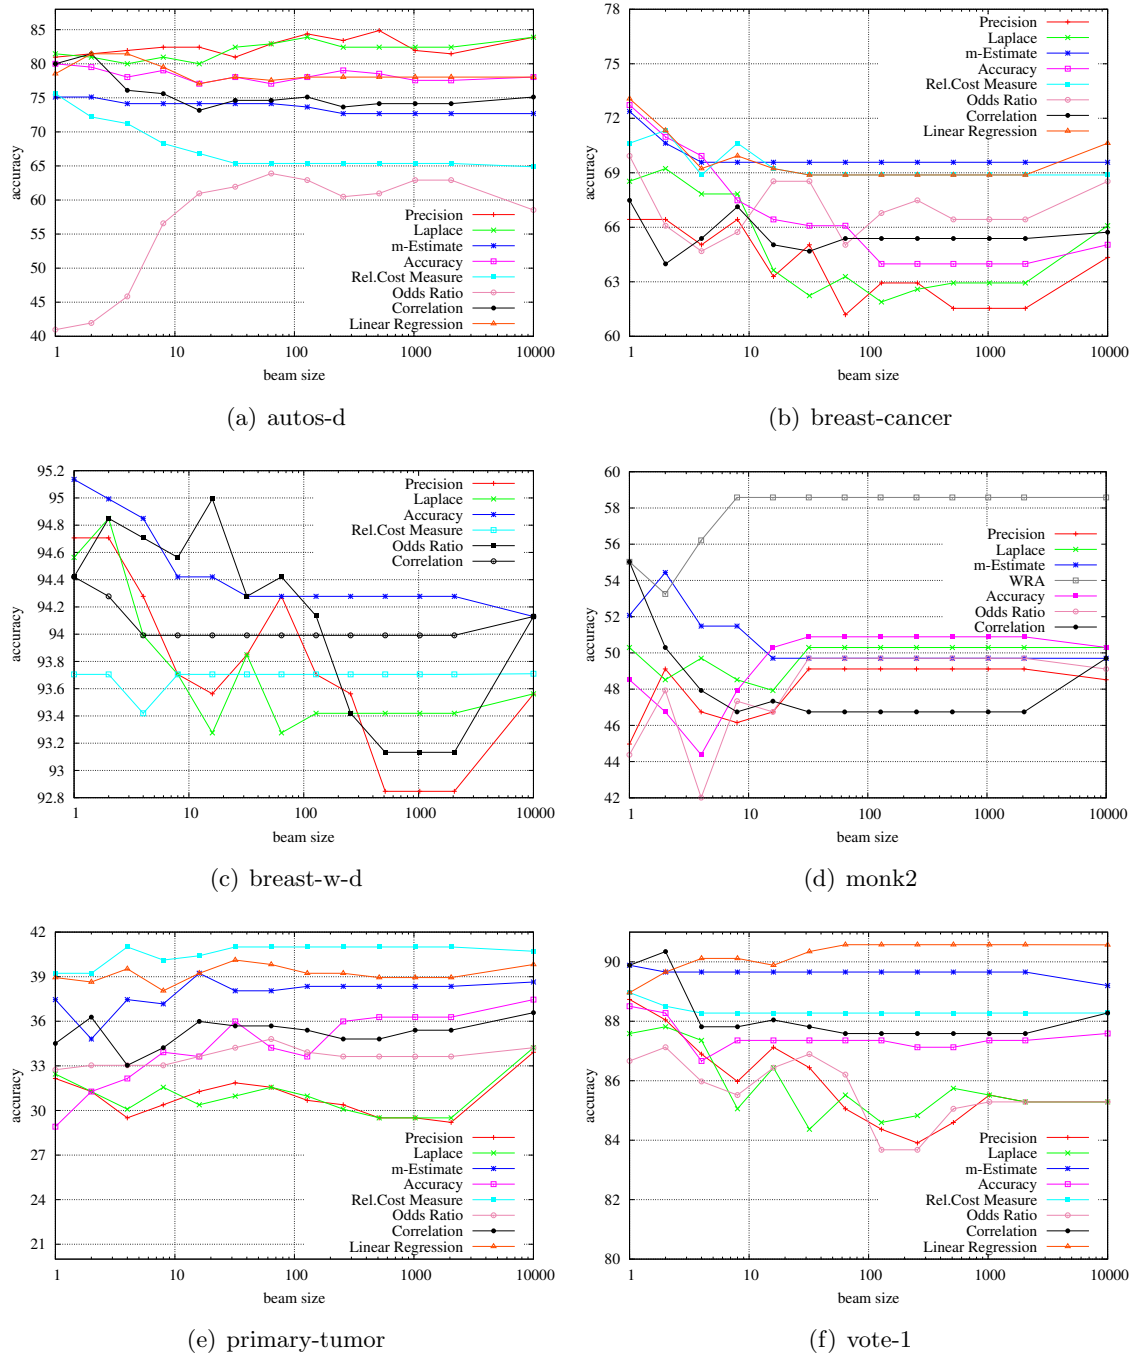 85
80
75
70
65
60
55
50
45
40
accuracy
Precision
Laplace
m-Estimate
Accuracy
Rel.Cost Measure
Odds Ratio
Correlation
Linear Regression
1 10 100 1000 10000
beam size
(a) autos-d
78
75
72
69
66
63
60
accuracy
Precision
Laplace
m-Estimate
Accuracy
Rel.Cost Measure
Odds Ratio
Correlation
Linear Regression
1 10 100 1000 10000
beam size
(b) breast-cancer
95.2
95
94.8
94.6
94.4
94.2
94
93.8
93.6
93.4
93.2
93
92.8
accuracy
Precision
Laplace
Accuracy
Rel.Cost Measure
Odds Ratio
Correlation
1 10 100 1000 10000
beam size
(c) breast-w-d
60
58
56
54
52
50
48
46
44
42
accuracy
Precision
Laplace
m-Estimate
WRA
Accuracy
Odds Ratio
Correlation
1 10 100 1000 10000
beam size
(d) monk2
42
39
36
33
30
27
24
21
accuracy
Precision
Laplace
m-Estimate
Accuracy
Rel.Cost Measure
Odds Ratio
Correlation
Linear Regression
1 10 100 1000 10000
beam size
(e) primary-tumor
90
88
86
84
82
80
accuracy
Precision
Laplace
m-Estimate
Accuracy
Rel.Cost Measure
Odds Ratio
Correlation
Linear Regression
1 10 100 1000 10000
beam size
(f) vote-1